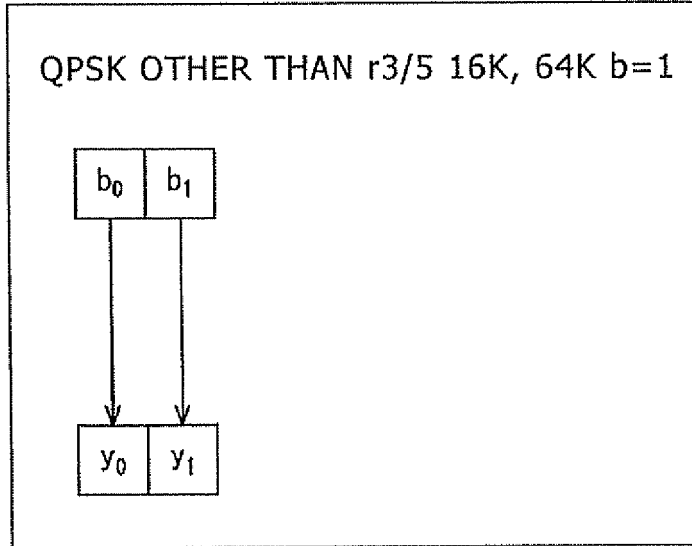 QPSK OTHER THAN r3/5 16K, 64K b=1
b₀ b₁
y₀ y₁